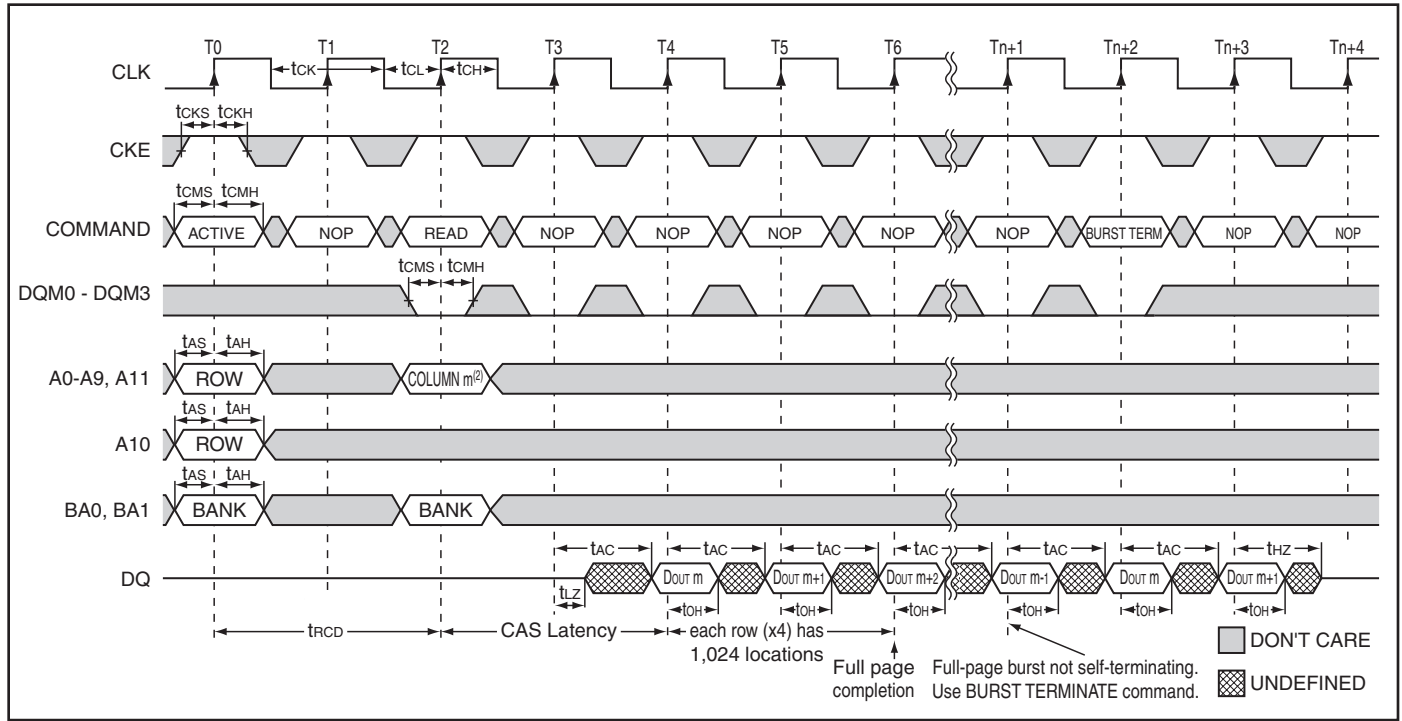 T0 T1 T2 T3 T4 T5 T6 Tn+1 Tn+2 Tn+3 Tn+4
CLK tCK tCL tCH
tCKS tCKH
CKE
tCMS tCMH
COMMAND ACTIVE NOP READ NOP NOP NOP NOP NOP BURST TERM NOP NOP
tCMS tCMH
DQM0 - DQM3
tAS tAH
A0-A9, A11 ROW COLUMN m(2)
tAS tAH
A10 ROW
tAS tAH
BA0, BA1 BANK BANK
tAC tAC tAC tAC tAC tAC tHZ
DQ DOUT m DOUT m+1 DOUT m+2 DOUT m-1 DOUT m DOUT m+1
tLZ tOH tOH tOH tOH tOH tOH
tRCD CAS Latency each row (x4) has
1,024 locations
Full page
completion
Full-page burst not self-terminating.
Use BURST TERMINATE command.
DON'T CARE
UNDEFINED